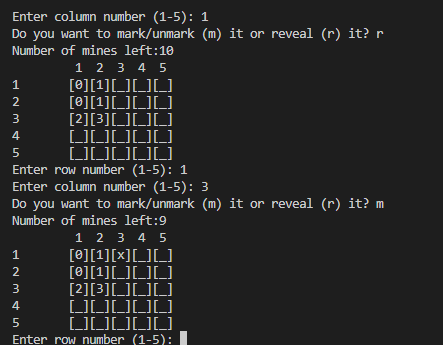 Enter column number (1-5): 1
Do you want to mark/unmark (m) it or reveal (r) it? r
Number of mines left:10
1 2 3 4 5
1 [0][1][_][_][_]
2 [0][1][_][_][_]
3 [2][3][_][_][_]
4 [_][_][_][_][_]
5 [_][_][_][_][_]
Enter row number (1-5): 1
Enter column number (1-5): 3
Do you want to mark/unmark (m) it or reveal (r) it? m
Number of mines left:9
1 2 3 4 5
1 [0][1][x][_][_]
2 [0][1][_][_][_]
3 [2][3][_][_][_]
4 [_][_][_][_][_]
5 [_][_][_][_][_]
Enter row number (1-5):